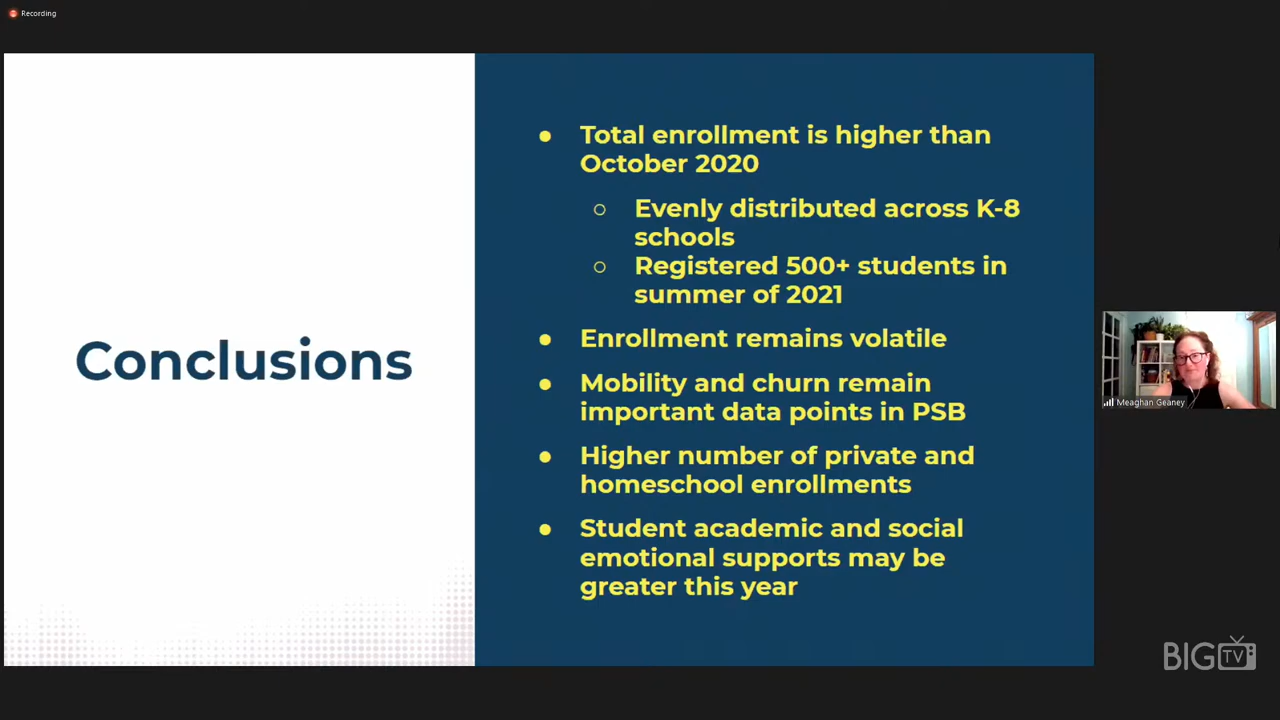 Recording
Conclusions
● Total enrollment is higher than
October 2020
○ Evenly distributed across K-8
schools
○ Registered 500+ students in
summer of 2021
● Enrollment remains volatile
● Mobility and churn remain
important data points in PSB
● Higher number of private and
homeschool enrollments
● Student academic and social
emotional supports may be
greater this year
Meaghan Geaney
BIG TV